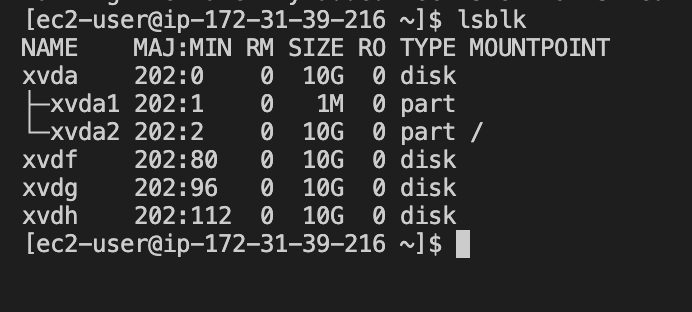 [ec2-user@ip-172-31-39-216 ~]$ lsblk
NAME    MAJ:MIN RM SIZE RO TYPE MOUNTPOINT
xvda    202:0    0  10G  0 disk
├─xvda1 202:1    0   1M  0 part
└─xvda2 202:2    0  10G  0 part /
xvdf    202:80   0  10G  0 disk
xvdg    202:96   0  10G  0 disk
xvdh    202:112  0  10G  0 disk
[ec2-user@ip-172-31-39-216 ~]$